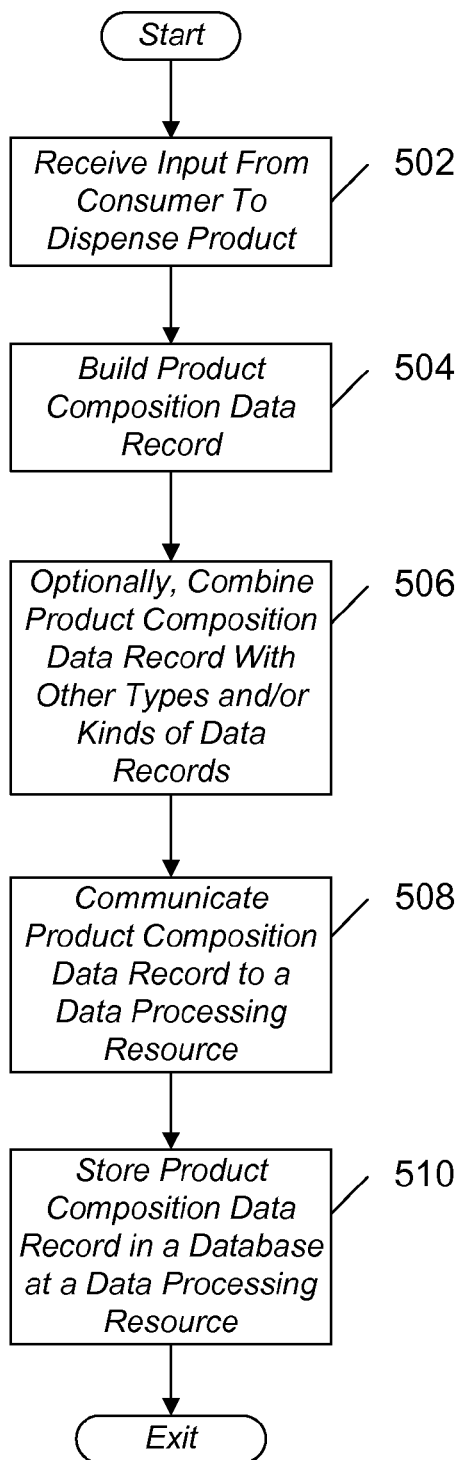 Start
Receive Input From
Consumer To
Dispense Product
502
Build Product
Composition Data
Record
504
Optionally, Combine
Product Composition
Data Record With
Other Types and/or
Kinds of Data
Records
506
Communicate
Product Composition
Data Record to a
Data Processing
Resource
508
Store Product
Composition Data
Record in a Database
at a Data Processing
Resource
510
Exit